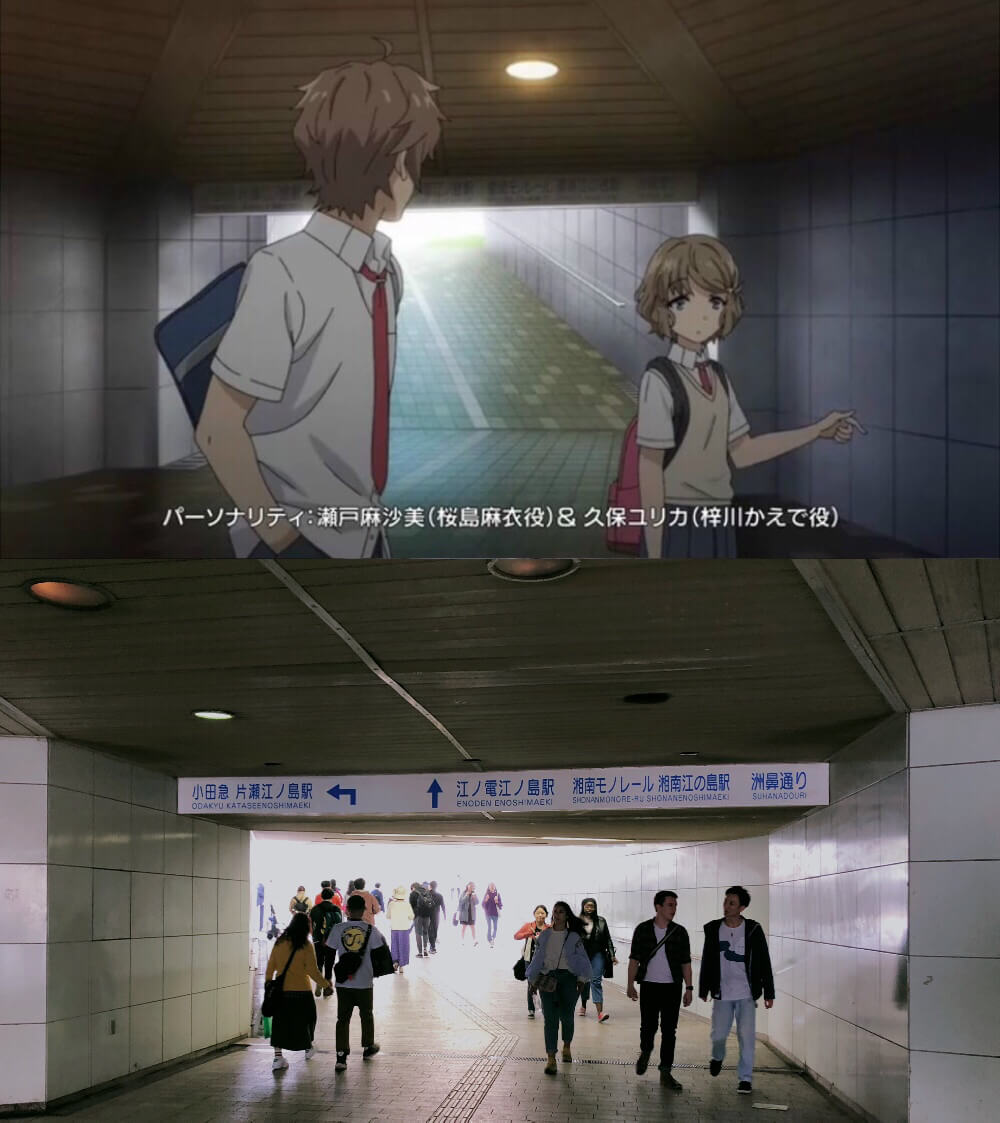 パーソナリティ:瀬戸麻沙美(桜島麻衣役)& 久保ユリカ(梓川かえで役)
小田急 片瀬江ノ島駅
ODAKYU KATASEENOSHIMAEKI
江ノ電江ノ島駅
ENODEN ENOSHIMAEKI
湘南モノレール 湘南江の島駅
SHONANMONORE-RU SHONANENOSHIMAEKI
洲鼻通り
SUHANADOURI